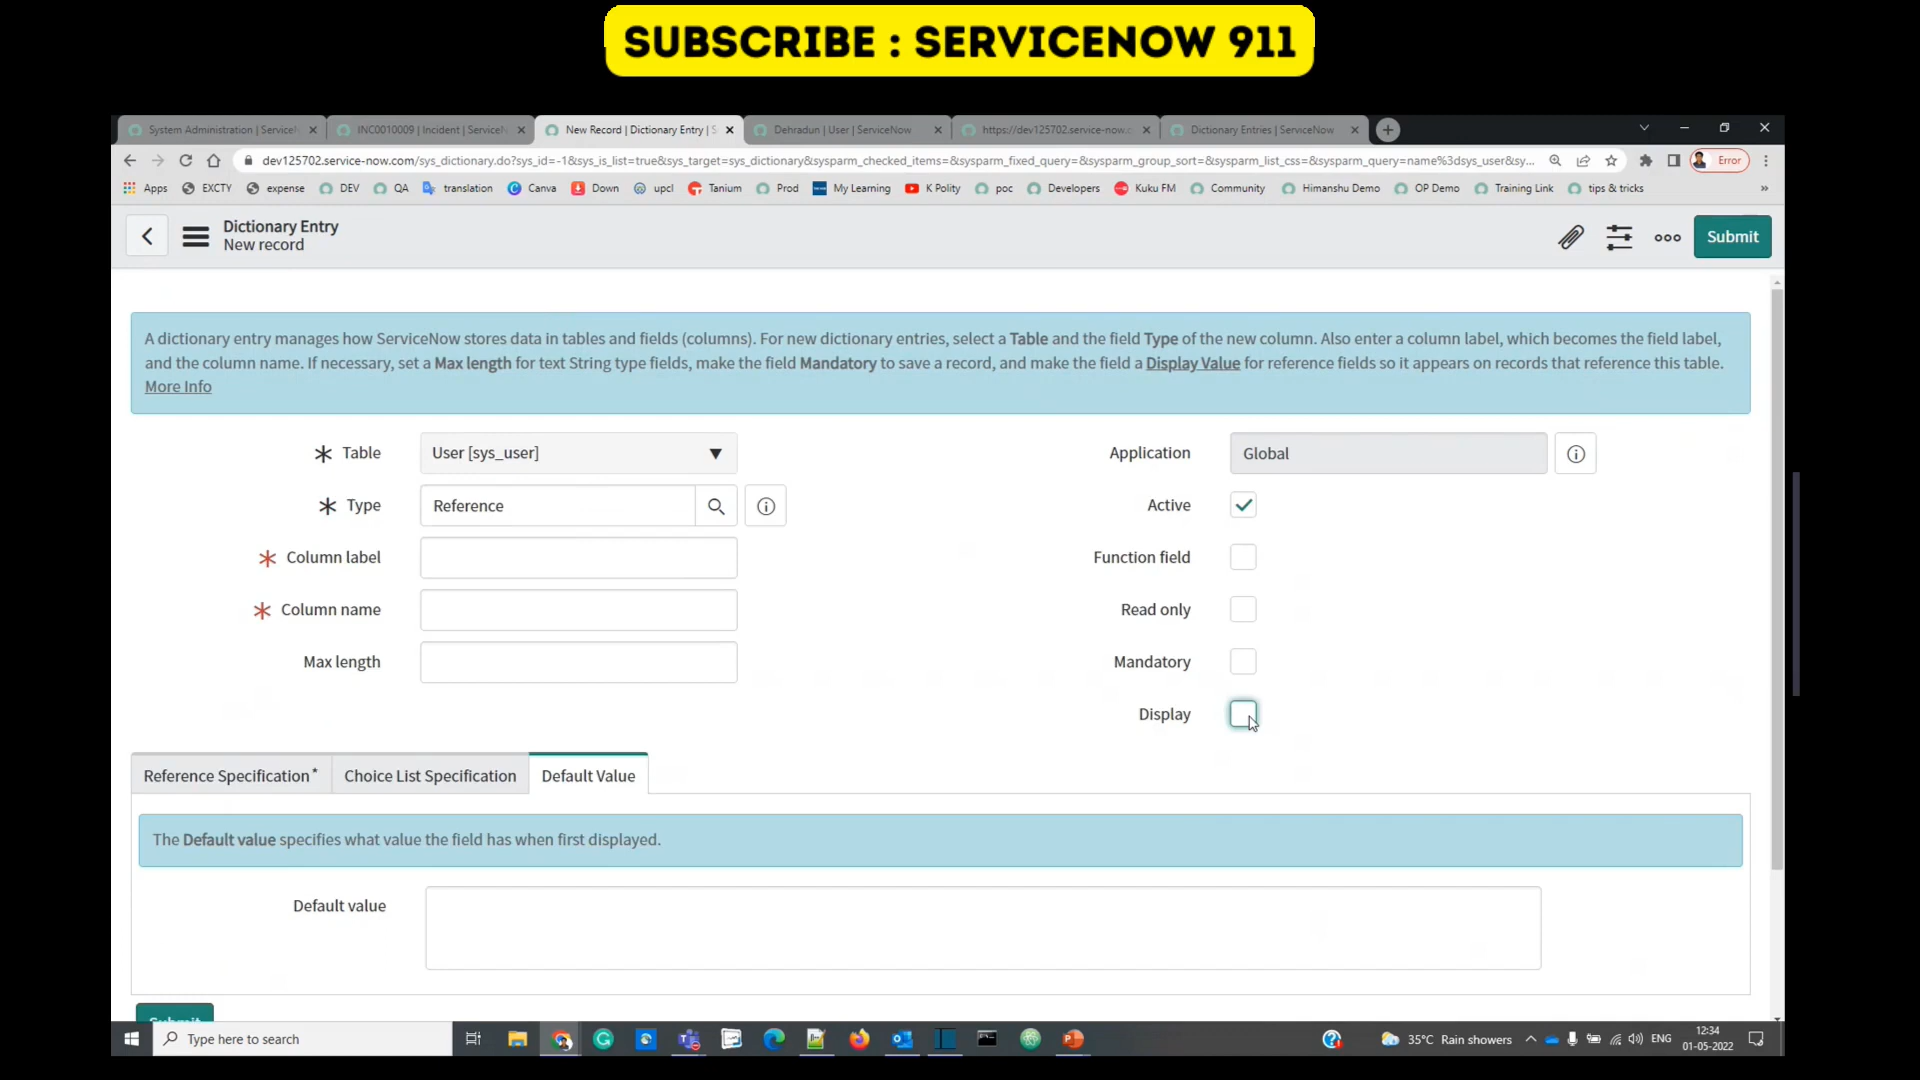 SUBSCRIBE : SERVICENOW 911
System Administration | Service
INC0010009 | Incident | Service
New Record | Dictionary Entry | S
Dehradun | User | ServiceNow
https://dev125702.service-now.c
Dictionary Entries | ServiceNow
dev125702.service-now.com/sys_dictionary.do?sys_id=-1&sys_is_list=true&sys_target=sys_dictionary&sysparm_checked_items=&sysparm_fixed_query=&sysparm_group_sort=&sysparm_list_css=&sysparm_query=name%3dsys_user&sy...
Error
Apps EXCTY expense DEV QA translation Canva Down upcl Tanium Prod My Learning K Polity poc Developers Kuku FM Community Himanshu Demo OP Demo Training Link tips & tricks »
Dictionary Entry
New record
Submit
A dictionary entry manages how ServiceNow stores data in tables and fields (columns). For new dictionary entries, select a Table and the field Type of the new column. Also enter a column label, which becomes the field label,
and the column name. If necessary, set a Max length for text String type fields, make the field Mandatory to save a record, and make the field a Display Value for reference fields so it appears on records that reference this table.
More Info
Table User [sys_user]
Application Global
Type Reference
Active
Column label
Function field
Column name
Read only
Max length
Mandatory
Display
Reference Specification* Choice List Specification Default Value
The Default value specifies what value the field has when first displayed.
Default value
Submit
Type here to search
35°C Rain showers
ENG
12:34
01-05-2022